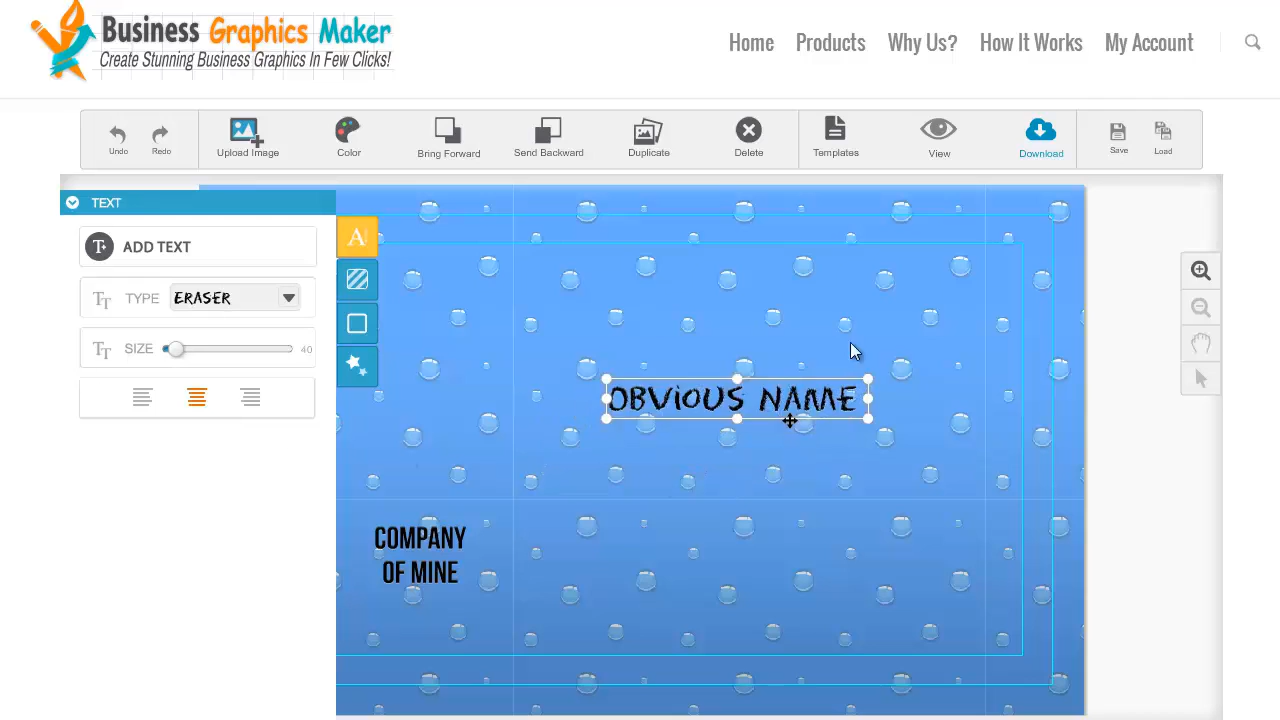 Business Graphics Maker
Create Stunning Business Graphics In Few Clicks!
Home
Products
Why Us?
How It Works
My Account
Undo
Redo
Upload Image
Color
Bring Forward
Send Backward
Duplicate
Delete
Templates
View
Download
Save
Load
TEXT
ADD TEXT
TYPE
ERASER
SIZE
40
OBVIOUS NAME
COMPANY
OF MINE